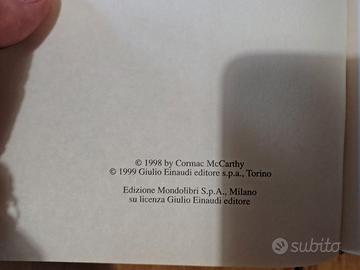 © 1998 by Cormac McCarthy
© 1999 Giulio Einaudi editore s.p.a., Torino
Edizione Mondolibri S.p.A., Milano
su licenza Giulio Einaudi editore
subito